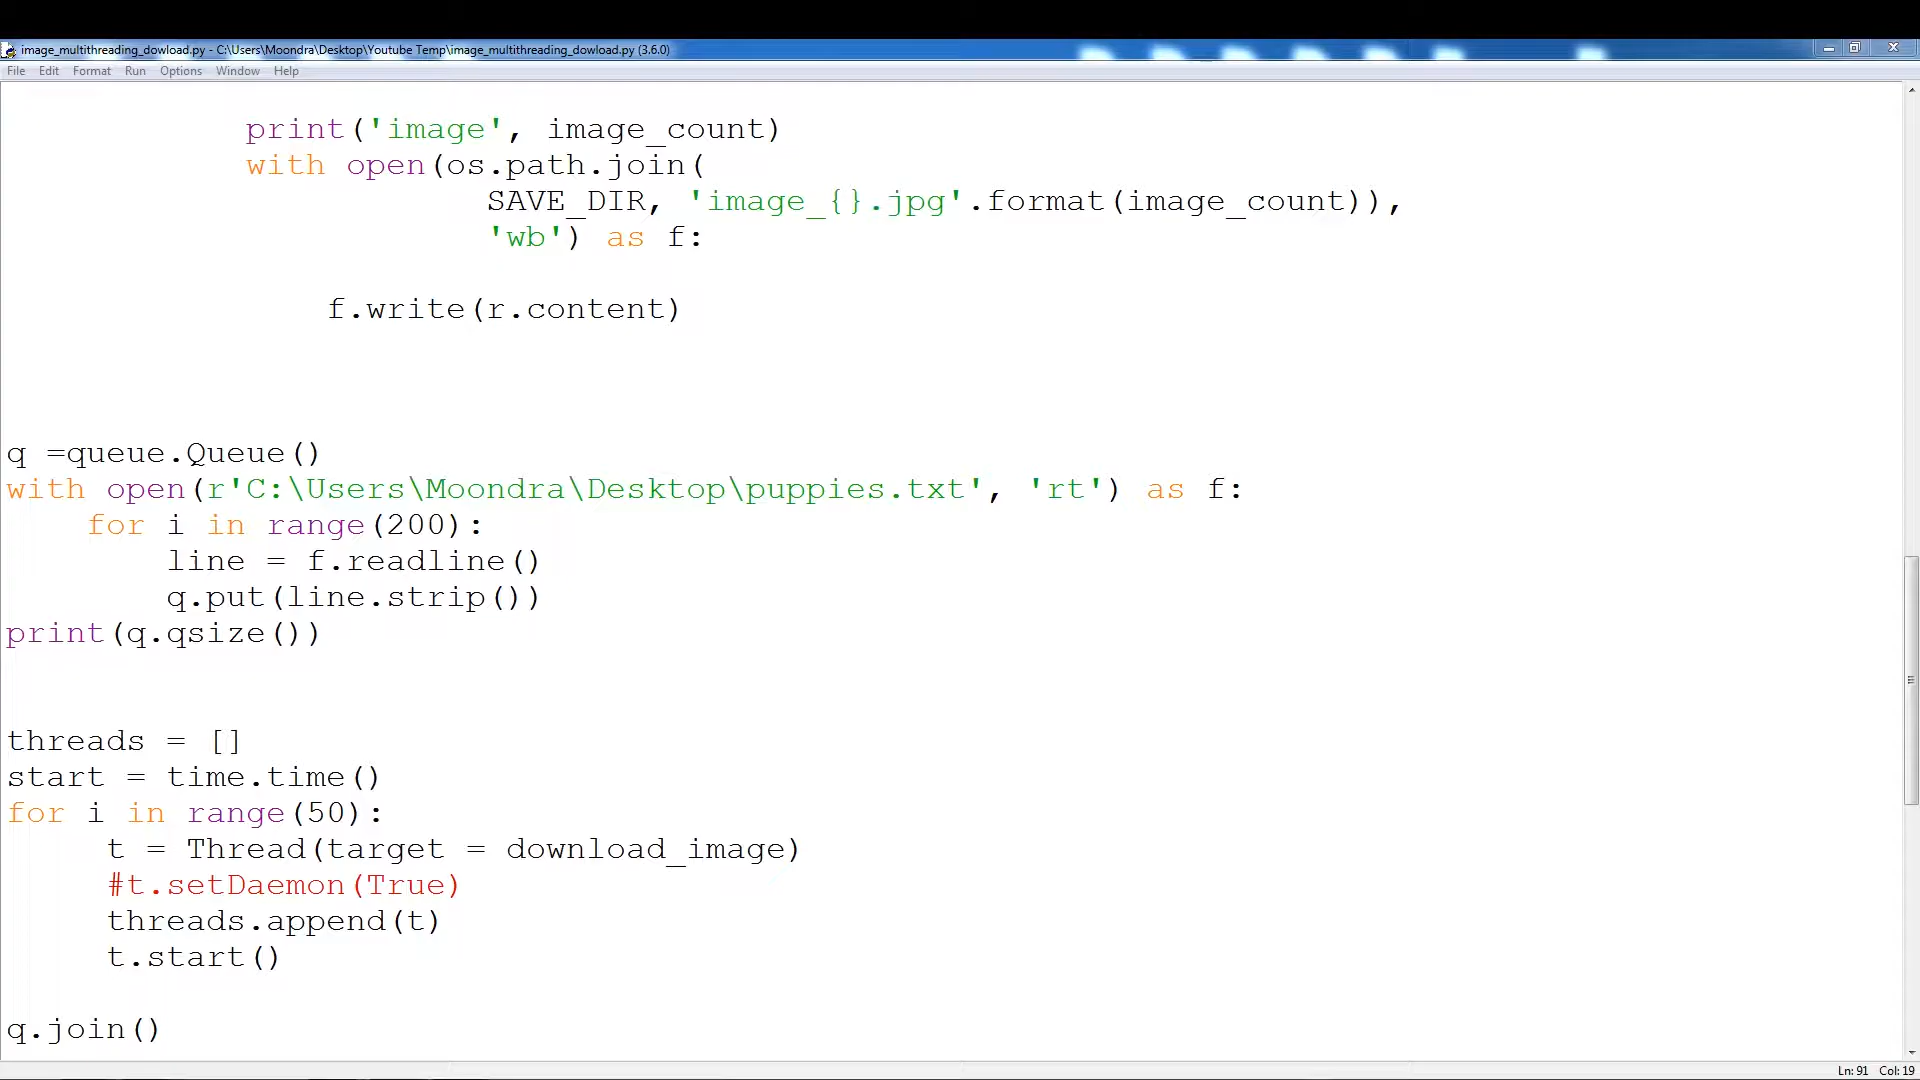 image_multithreading_dowload.py - C:\Users\Moondra\Desktop\Youtube Temp\image_multithreading_dowload.py (3.6.0)
File Edit Format Run Options Window Help
print('image', image_count)
with open(os.path.join(
SAVE_DIR, 'image_{}.jpg'.format(image_count)),
'wb') as f:
f.write(r.content)
q =queue.Queue()
with open(r'C:\Users\Moondra\Desktop\puppies.txt', 'rt') as f:
for i in range(200):
line = f.readline()
q.put(line.strip())
print(q.qsize())
threads = []
start = time.time()
for i in range(50):
t = Thread(target = download_image)
#t.setDaemon(True)
threads.append(t)
t.start()
q.join()
Ln: 91 Col: 19